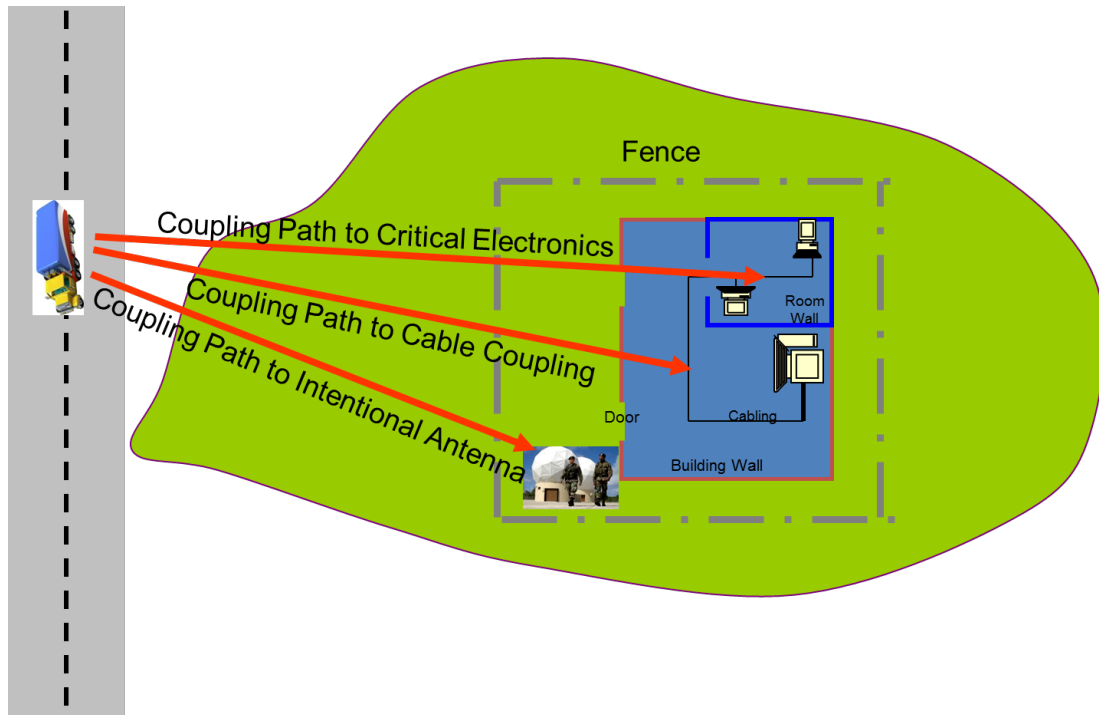 Fence
Coupling Path to Critical Electronics
Coupling Path to Cable Coupling
Coupling Path to Intentional Antenna
Room
Wall
Door
Cabling
Building Wall